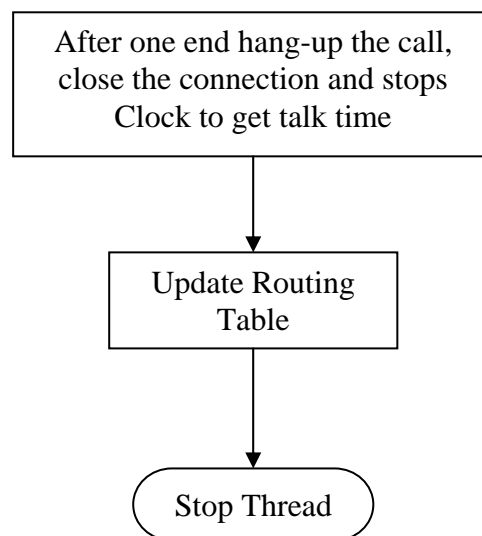 After one end hang-up the call,
close the connection and stops
Clock to get talk time
Update Routing
Table
Stop Thread